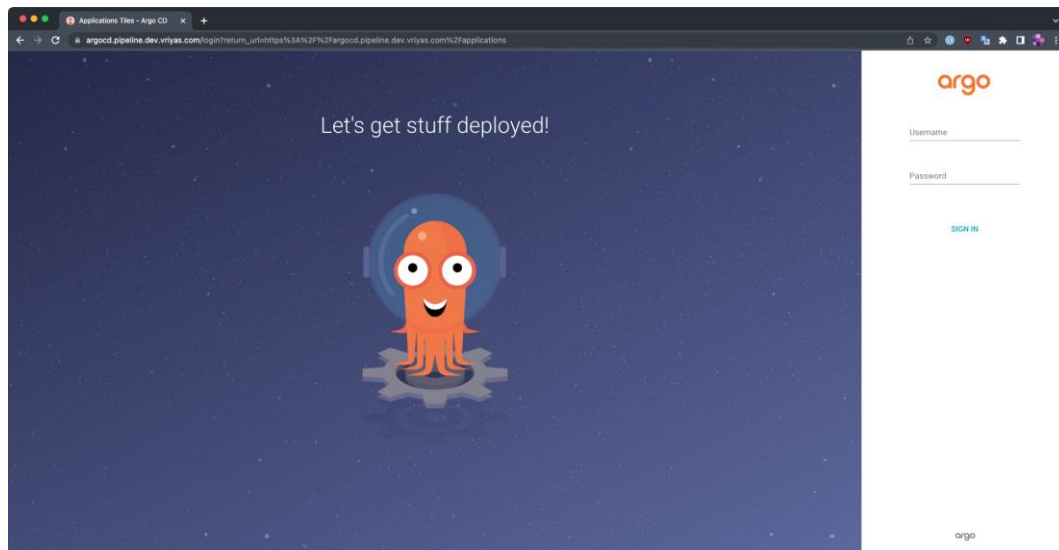 Applications Tiles - Argo CD
argocd.pipeline.dev.vriyas.com/login?return_url=https%3A%2F%2Fargocd.pipeline.dev.vriyas.com%2Fapplications
argo
Let's get stuff deployed!
Username
Password
SIGN IN
argo